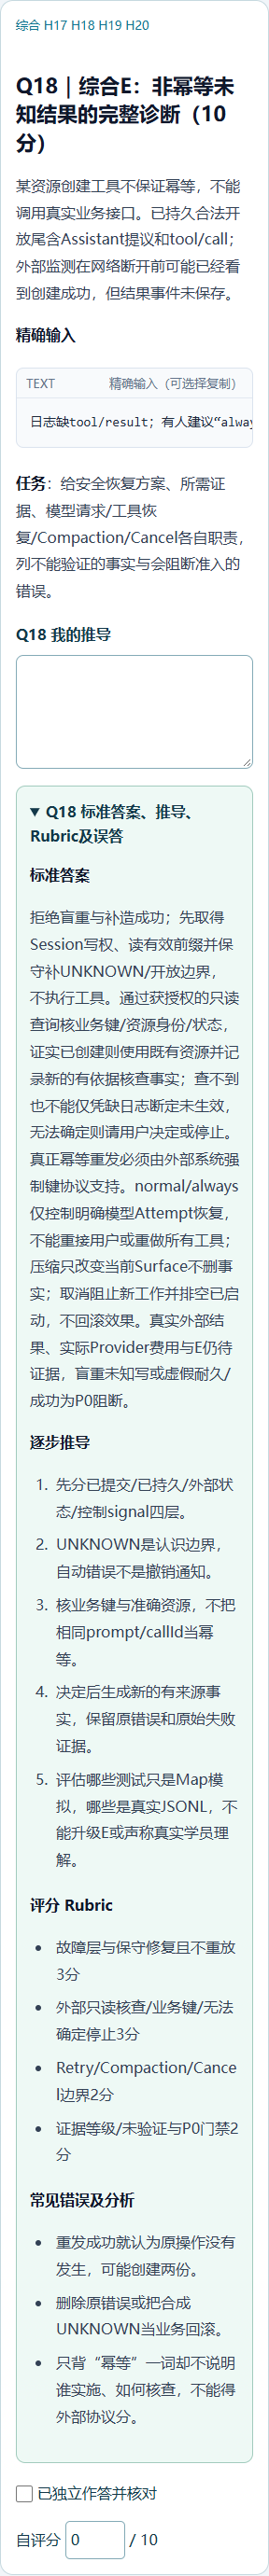 综合 H17 H18 H19 H20
Q18｜综合E：非幂等未
知结果的完整诊断（10
分）
某资源创建工具不保证幂等，不能
调用真实业务接口。已持久合法开
放尾含Assistant提议和tool/call；
外部监测在网络断开前可能已经看
到创建成功，但结果事件未保存。
精确输入
TEXT 精确输入（可选择复制）
日志缺tool/result；有人建议“alway
任务：给安全恢复方案、所需证
据、模型请求/工具恢
复/Compaction/Cancel各自职责，
列不能验证的事实与会阻断准入的
错误。
Q18 我的推导
▼ Q18 标准答案、推导、
Rubric及误答
标准答案
拒绝盲重与补造成功；先取得
Session写权、读有效前缀并保
守补UNKNOWN/开放边界，
不执行工具。通过获授权的只读
查询核业务键/资源身份/状态，
证实已创建则使用既有资源并记
录新的有依据核查事实；查不到
也不能仅凭缺日志断定未生效，
无法确定则请用户决定或停止。
真正幂等重发必须由外部系统强
制键协议支持。normal/always
仅控制明确模型Attempt恢复，
不能重接用户或重做所有工具；
压缩只改变当前Surface不删事
实；取消阻止新工作并排空已启
动，不回滚效果。真实外部结
果、实际Provider费用与E仍待
证据，盲重未知写或虚假耐久/
成功为P0阻断。
逐步推导
1. 先分已提交/已持久/外部状
态/控制signal四层。
2. UNKNOWN是认识边界，
自动错误不是撤销通知。
3. 核业务键与准确资源，不把
相同prompt/callId当幂
等。
4. 决定后生成新的有来源事
实，保留原错误和原始失败
证据。
5. 评估哪些测试只是Map模
拟，哪些是真实JSONL，不
能升级E或声称真实学员理
解。
评分 Rubric
• 故障层与保守修复且不重放
3分
• 外部只读核查/业务键/无法
确定停止3分
• Retry/Compaction/Cance
l边界2分
• 证据等级/未验证与P0门禁2
分
常见错误及分析
• 重发成功就认为原操作没有
发生，可能创建两份。
• 删除原错误或把合成
UNKNOWN当业务回滚。
• 只背“幂等”一词却不说明
谁实施、如何核查，不能得
外部协议分。
已独立作答并核对
自评分 0 / 10